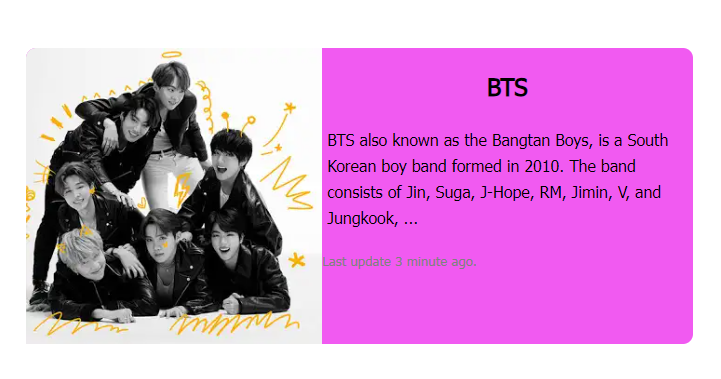 BTS
BTS also known as the Bangtan Boys, is a South
Korean boy band formed in 2010. The band
consists of Jin, Suga, J-Hope, RM, Jimin, V, and
Jungkook, ...
Last update 3 minute ago.